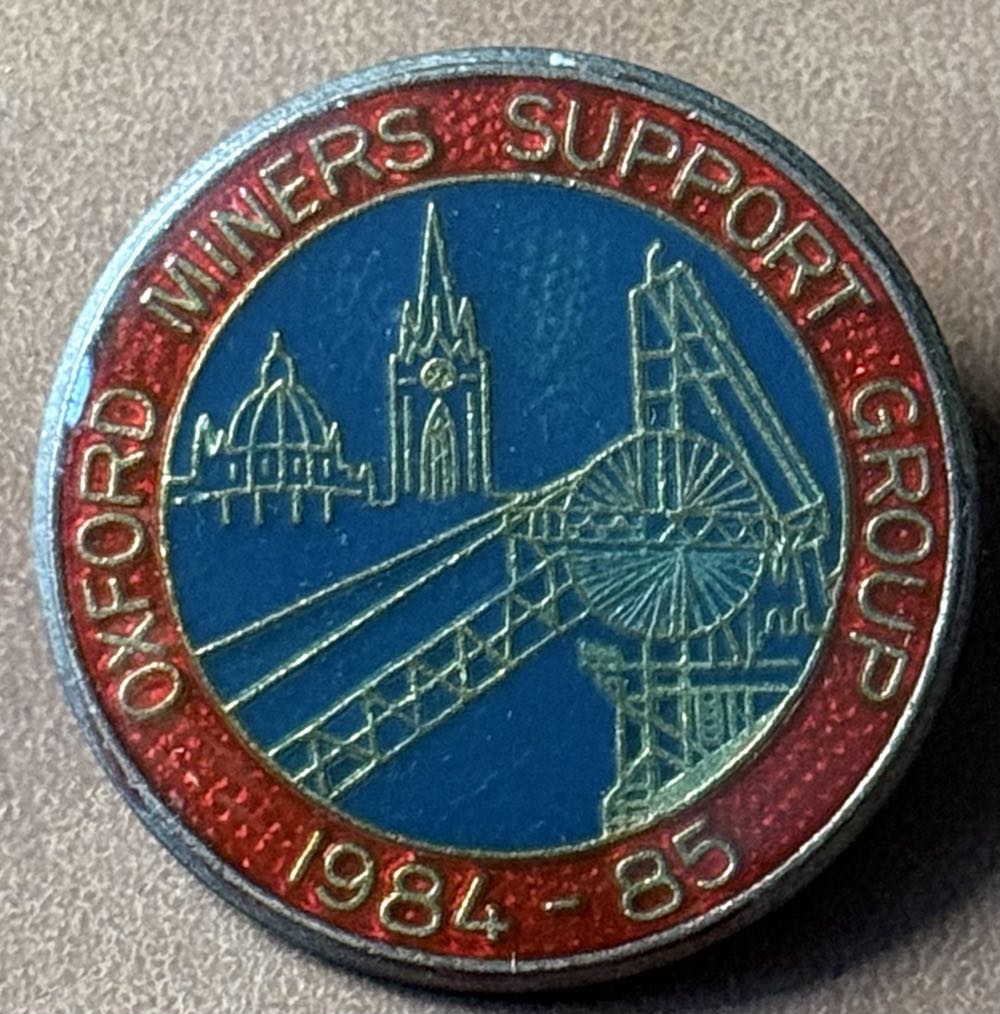 OXFORD MINERS SUPPORT GROUP
1984 - 85